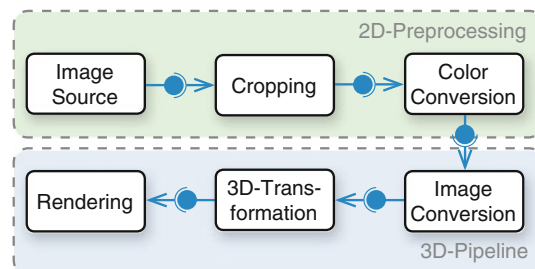 2D-Preprocessing
Image
Source
Cropping
Color
Conversion
Rendering
3D-Trans-
formation
Image
Conversion
3D-Pipeline